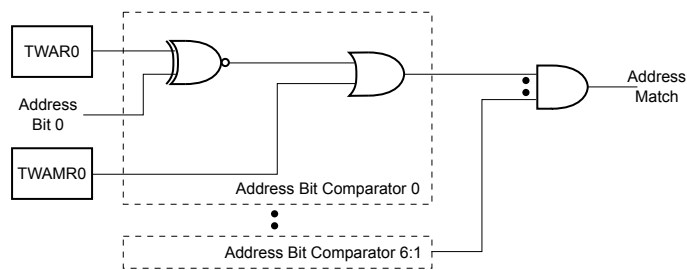 TWAR0
Address
Bit 0
TWAMR0
Address Bit Comparator 0
Address Bit Comparator 6:1
Address
Match